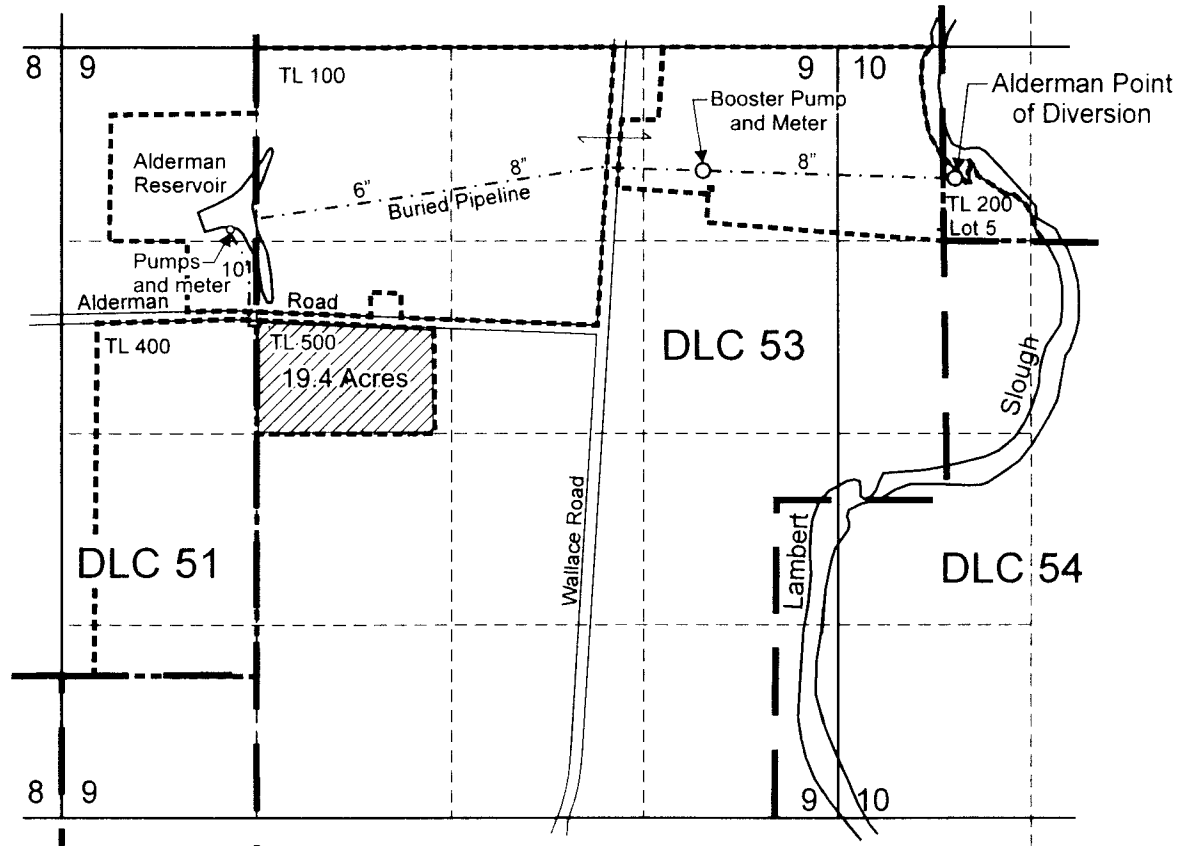 8 9
TL 100
9 10
Alderman Point
of Diversion
Booster Pump
and Meter
Alderman
Reservoir
8"
8"
6"
Buried Pipeline
TL 200
Lot 5
Pumps
and meter
10"
Alderman Road
TL 400
TL 500
19.4 Acres
DLC 53
Slough
Wallace Road
Lambert
DLC 51
DLC 54
8 9
9 10